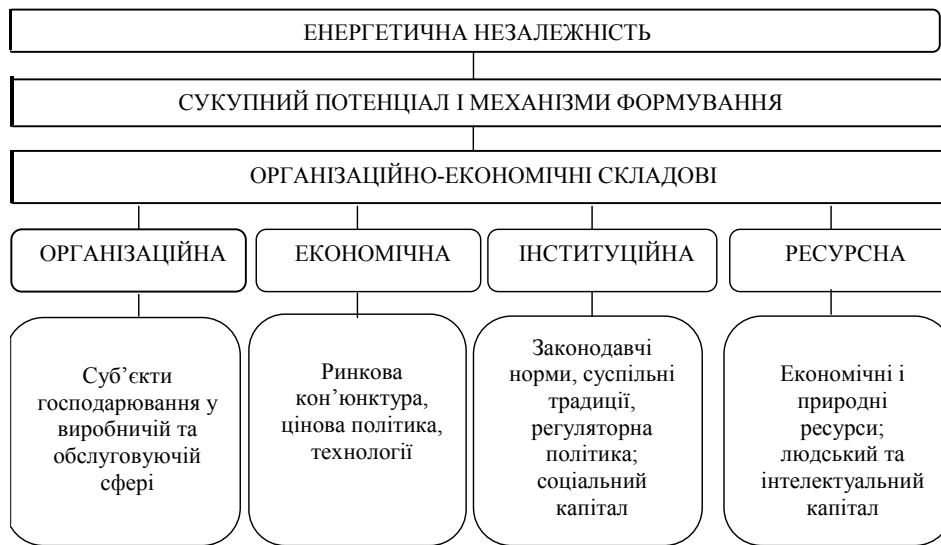 ЕНЕРГЕТИЧНА НЕЗАЛЕЖНІСТЬ
СУКУПНИЙ ПОТЕНЦІАЛ І МЕХАНІЗМИ ФОРМУВАННЯ
ОРГАНІЗАЦІЙНО-ЕКОНОМІЧНІ СКЛАДОВІ
ОРГАНІЗАЦІЙНА
ЕКОНОМІЧНА
ІНСТИТУЦІЙНА
РЕСУРСНА
Суб’єкти
господарювання у
виробничій та
обслуговуючій
сфері
Ринкова
кон’юнктура,
цінова політика,
технології
Законодавчі
норми, суспільні
традиції,
регуляторна
політика;
соціальний
капітал
Економічні і
природні
ресурси;
людський та
інтелектуальний
капітал